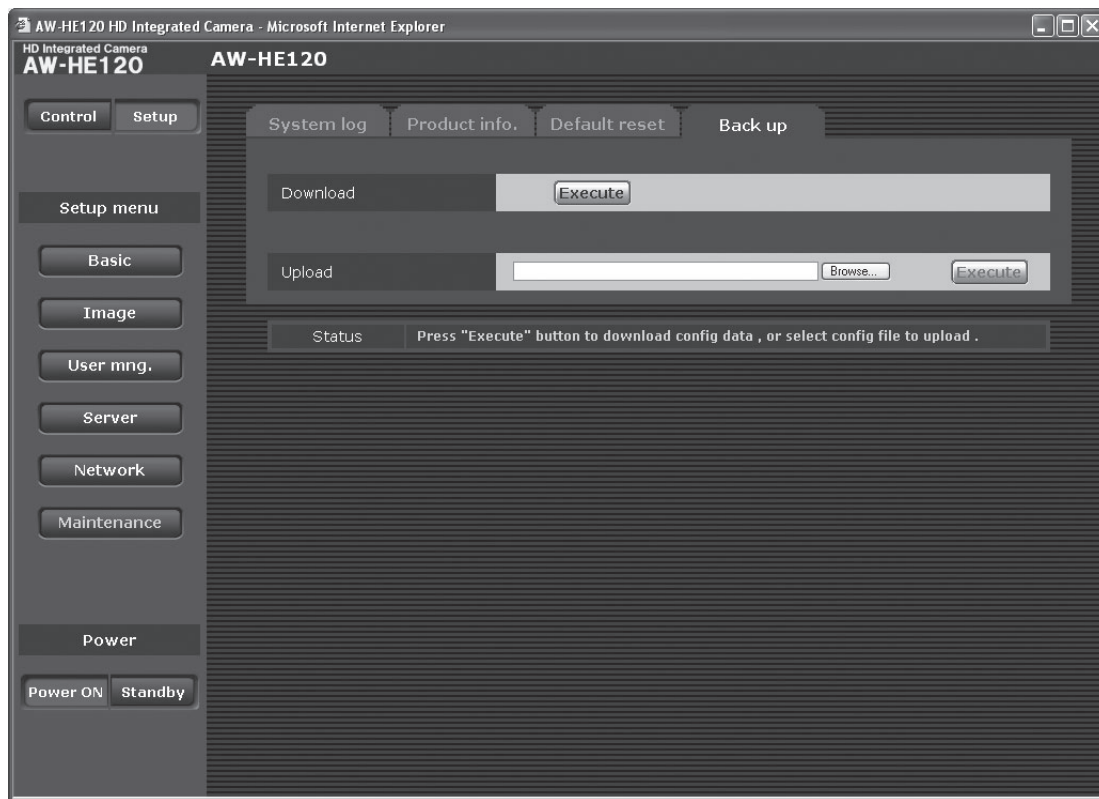 AW-HE120 HD Integrated Camera - Microsoft Internet Explorer
HD Integrated Camera
AW-HE120
AW-HE120
Control Setup
System log Product info. Default reset Back up
Download Execute
Setup menu
Basic
Upload Browse... Execute
Image
Status Press "Execute" button to download config data , or select config file to upload .
User mng.
Server
Network
Maintenance
Power
Power ON Standby